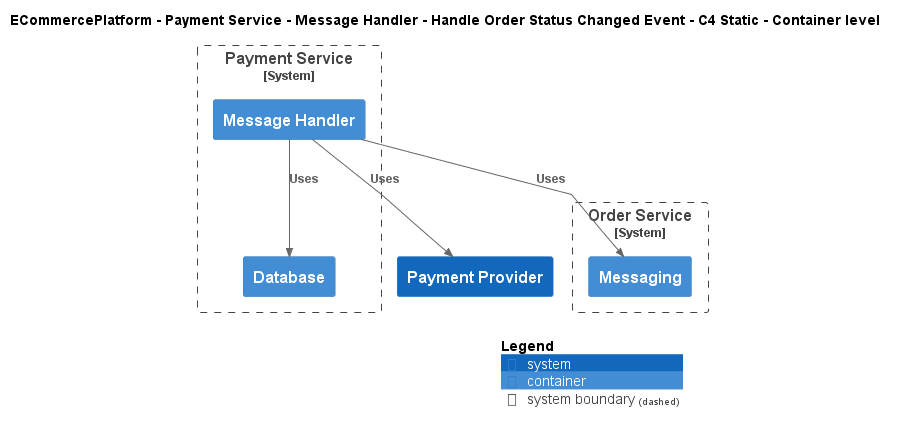 ECommercePlatform - Payment Service - Message Handler - Handle Order Status Changed Event - C4 Static - Container level
Payment Service
[System]
Message Handler
Uses
Uses
Uses
Order Service
[System]
Database
Payment Provider
Messaging
Legend
system
container
system boundary (dashed)